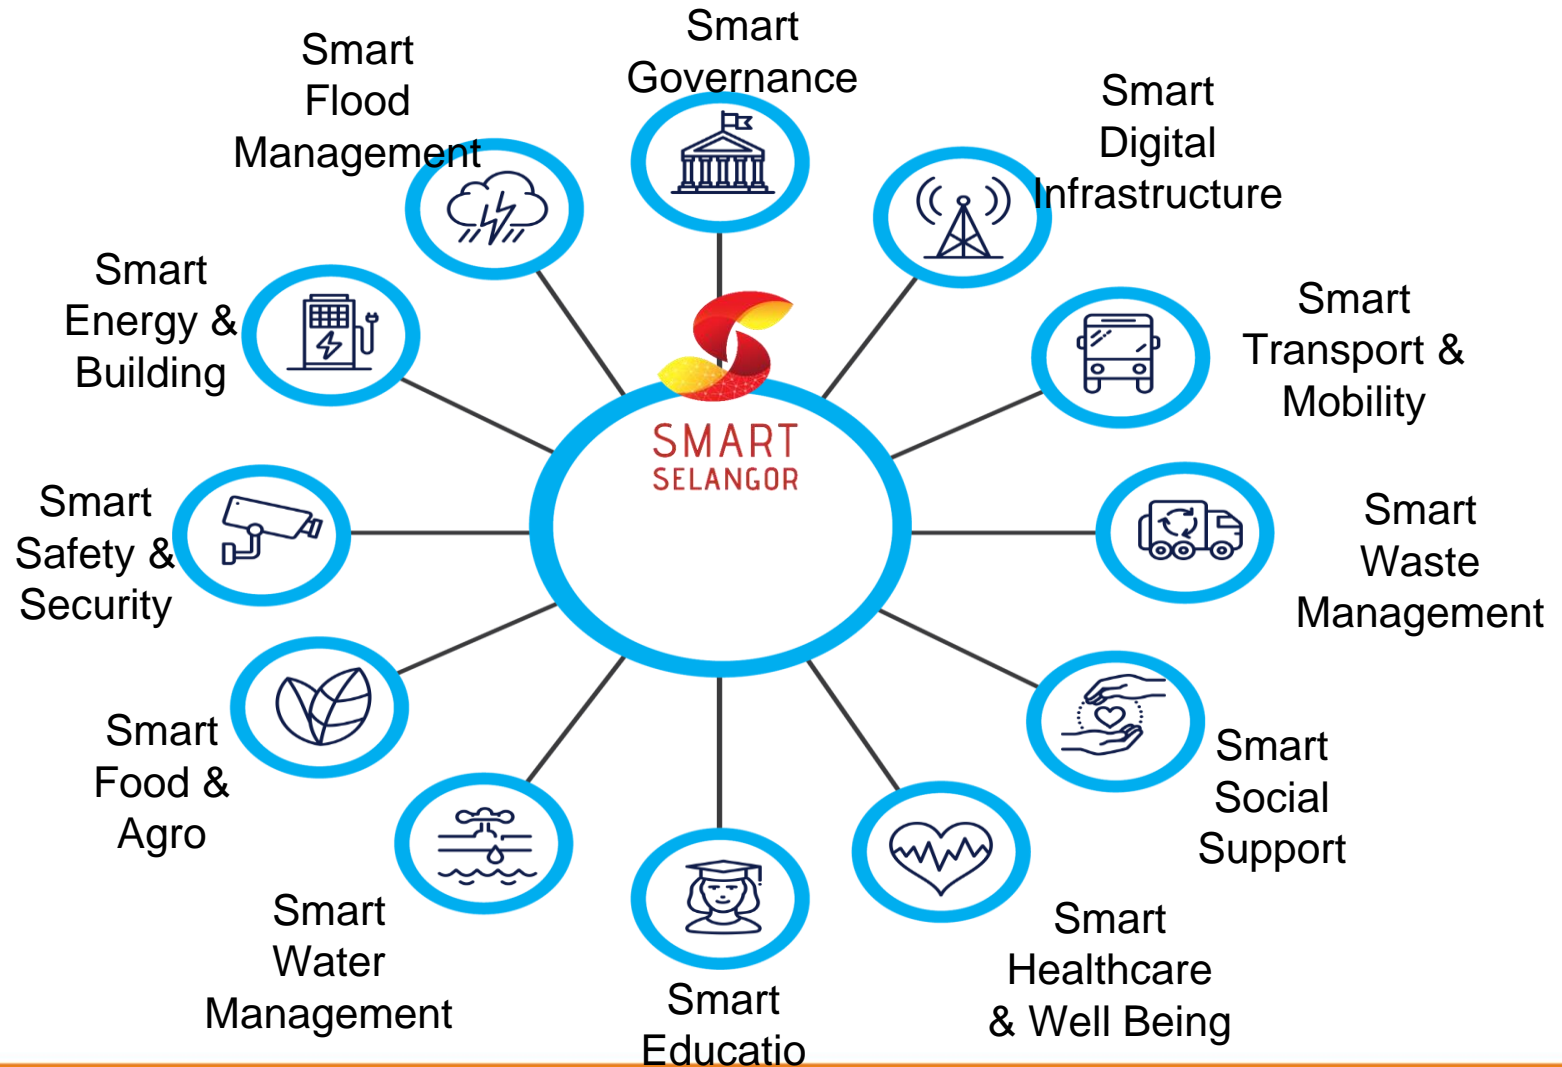 Smart
Governance
Smart
Digital
Infrastructure
Smart
Transport &
Mobility
Smart
Waste
Management
Smart
Social
Support
Smart
Healthcare
& Well Being
Smart
Educatio
Smart
Water
Management
Smart
Food &
Agro
Smart
Safety &
Security
Smart
Energy &
Building
Smart
Flood
Management
SMART
SELANGOR